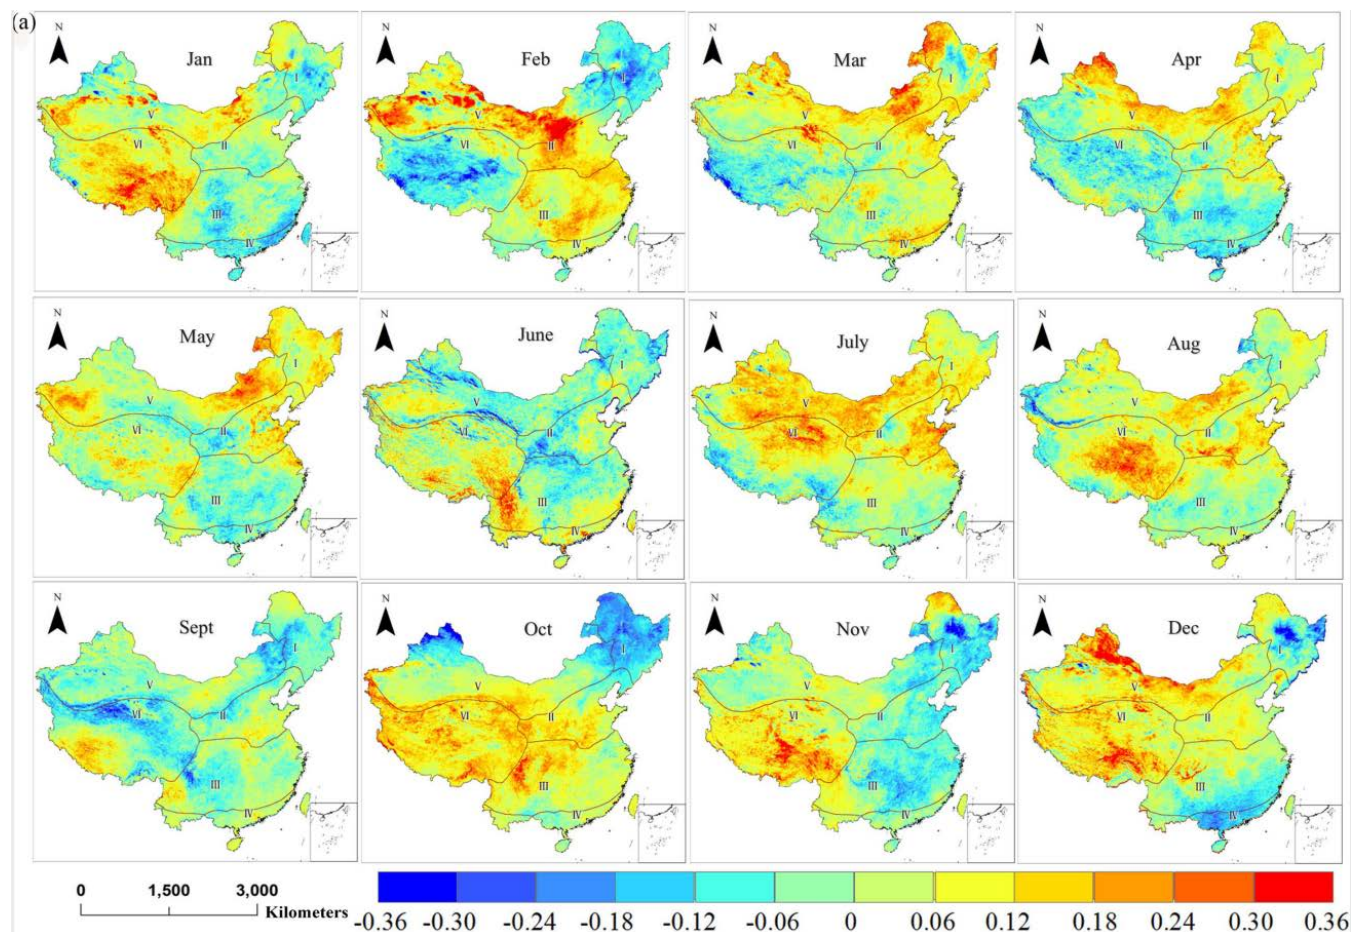 (a)
N Jan I V VI II III IV
N Feb I V VI II III IV
N Mar I V VI II III IV
N Apr I V VI II III IV
N May I V VI II III IV
N June I V VI II III IV
N July I V VI II III IV
N Aug I V VI II III IV
N Sept I V VI II III IV
N Oct I V VI II III IV
N Nov I V VI II III IV
N Dec I V VI II III IV
0 1,500 3,000
Kilometers
-0.36 -0.30 -0.24 -0.18 -0.12 -0.06 0 0.06 0.12 0.18 0.24 0.30 0.36